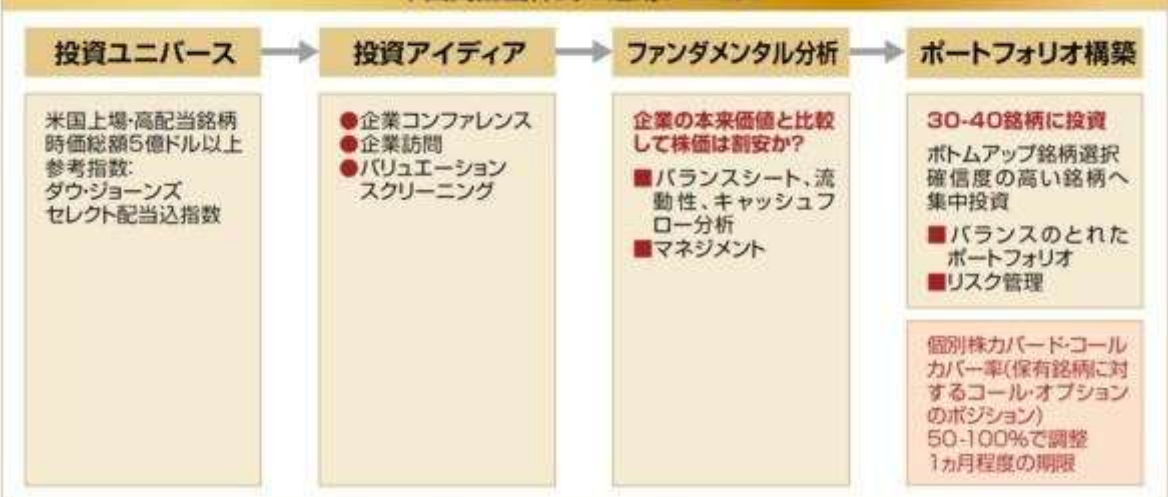 投資ユニバース
投資アイディア
ファンダメンタル分析
ポートフォリオ構築
米国上場・高配当銘柄
時価総額5億ドル以上
参考指数:
ダウ・ジョーンズ
セレクト配当込指数
●企業コンファレンス
●企業訪問
●バリュエーション
スクリーニング
企業の本来価値と比較
して株価は割安か?
■バランスシート、流
動性、キャッシュフ
ロー分析
■マネジメント
30-40銘柄に投資
ボトムアップ銘柄選択
確信度の高い銘柄へ
集中投資
■バランスのとれた
ポートフォリオ
■リスク管理
個別株カバード・コール
カバー率(保有銘柄に対
するコール・オプション
のポジション)
50-100%で調整
1ヵ月程度の期限